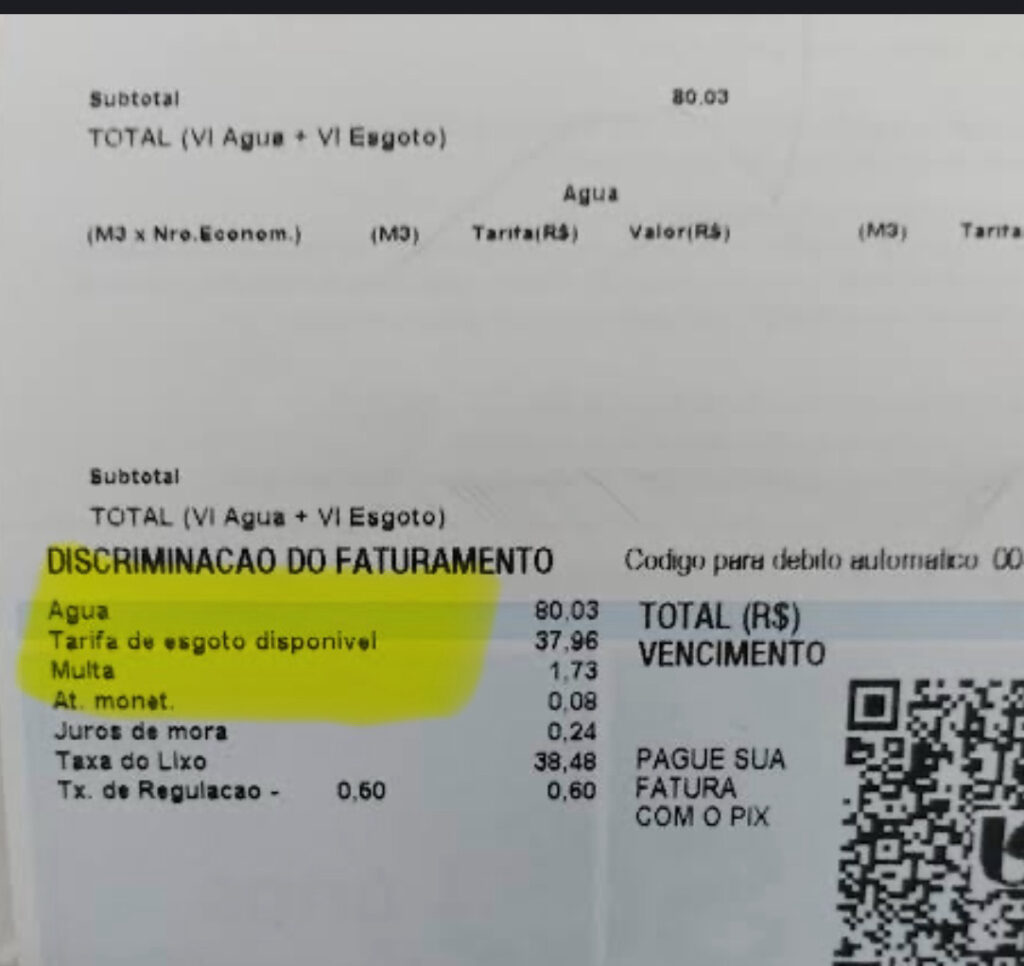 Subtotal 80,03
TOTAL (Vl Agua + Vl Esgoto)
Agua
(M3 x Nro.Econom.) (M3) Tarifa(R$) Valor(R$) (M3) Tarifa
Subtotal
TOTAL (Vl Agua + Vl Esgoto)
DISCRIMINACAO DO FATURAMENTO
Codigo para debito automatico 00
Agua 80,03
Tarifa de esgoto disponivel 37,96
Multa 1,73
At. monet. 0,08
Juros de mora 0,24
Taxa do Lixo 38,48
Tx. de Regulacao - 0,60 0,60
TOTAL (R$)
VENCIMENTO
PAGUE SUA
FATURA
COM O PIX